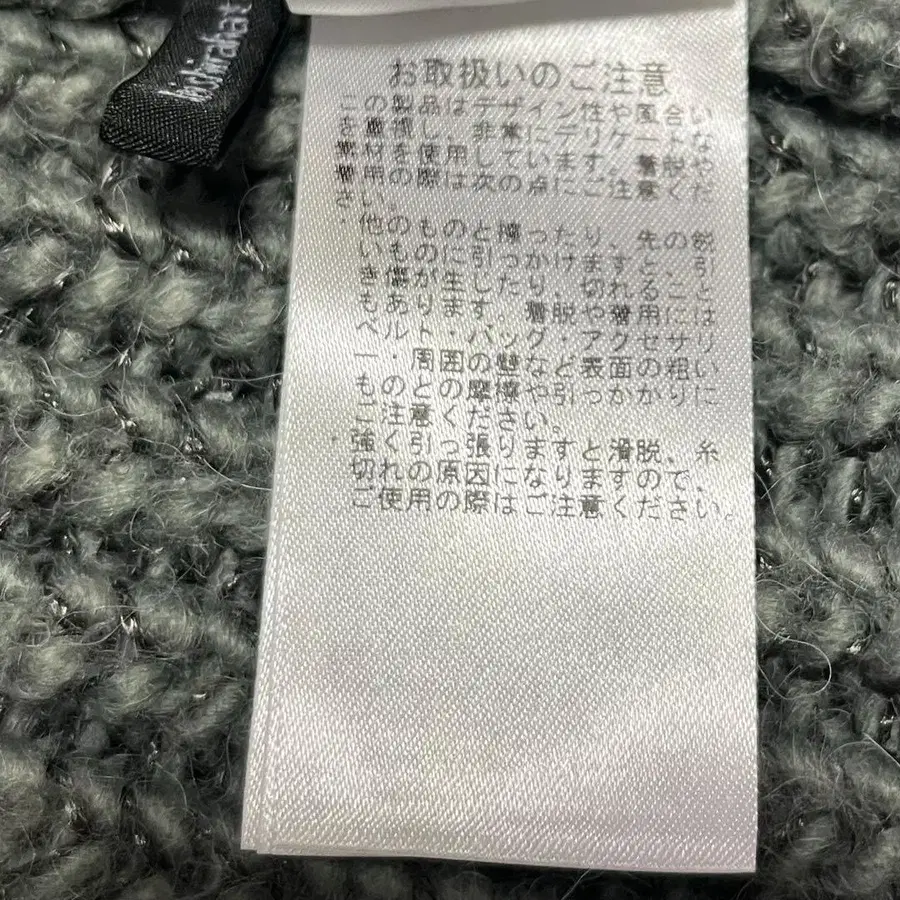 お取扱いのご注意
この製品はデザイン性や風合い
を重視し、非常にデリケートな
素材を使用しています。着脱や
着用の際は次の点にご注意くだ
さい。
・他のものと擦ったり、先の鋭
いものに引っかけますと、引
き傷が生じたり、切れること
もあります。着脱や着用には
ベルト・バッグ・アクセサリ
ー・周囲の壁など表面の粗い
ものとの摩擦や引っかかりに
ご注意ください。
・強く引っ張りますと滑脱、糸
切れの原因になりますので、
ご使用の際はご注意ください。